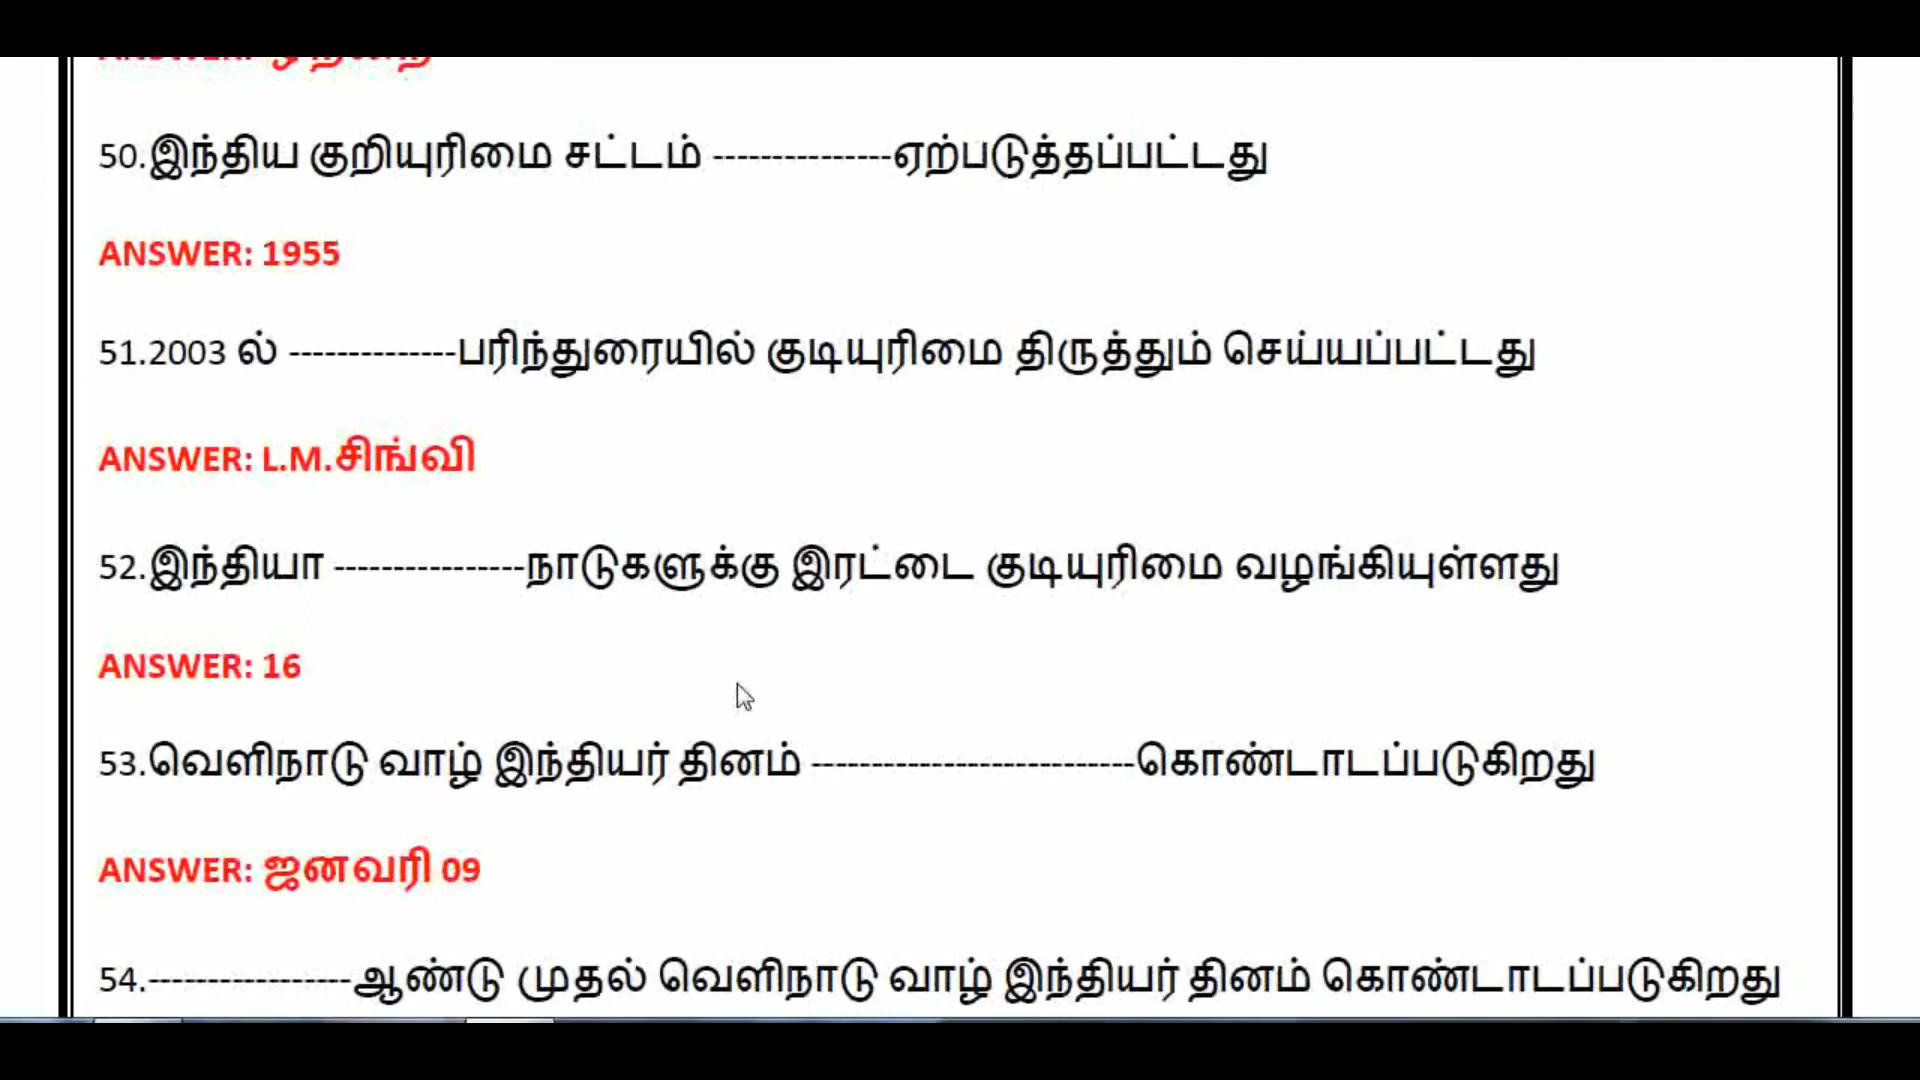 50.இந்திய குறியுரிமை சட்டம் ---------------ஏற்படுத்தப்பட்டது
ANSWER: 1955
51.2003 ல் --------------பரிந்துரையில் குடியுரிமை திருத்தும் செய்யப்பட்டது
ANSWER: L.M.சிங்வி
52.இந்தியா ----------------நாடுகளுக்கு இரட்டை குடியுரிமை வழங்கியுள்ளது
ANSWER: 16
53.வெளிநாடு வாழ் இந்தியர் தினம் ---------------------------கொண்டாடப்படுகிறது
ANSWER: ஜனவரி 09
54.-----------------ஆண்டு முதல் வெளிநாடு வாழ் இந்தியர் தினம் கொண்டாடப்படுகிறது